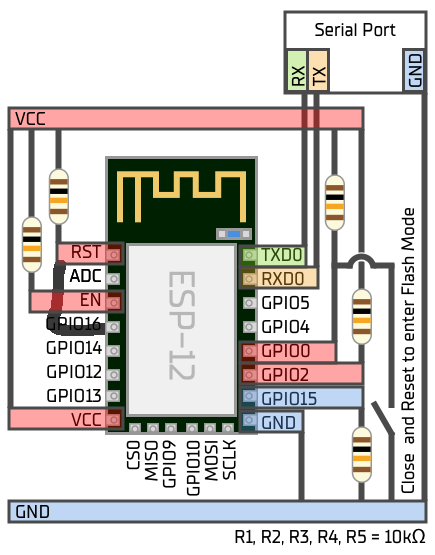 Serial Port
RX
TX
GND
VCC
RST
ADC
EN
GPIO16
GPIO14
GPIO12
GPIO13
VCC
ESP-12
TXD0
RXD0
GPIO5
GPIO4
GPIO0
GPIO2
GPIO15
GND
CS0
MISO
GPIO9
GPIO10
MOSI
SCLK
Close and Reset to enter Flash Mode
GND
R1, R2, R3, R4, R5 = 10kΩ